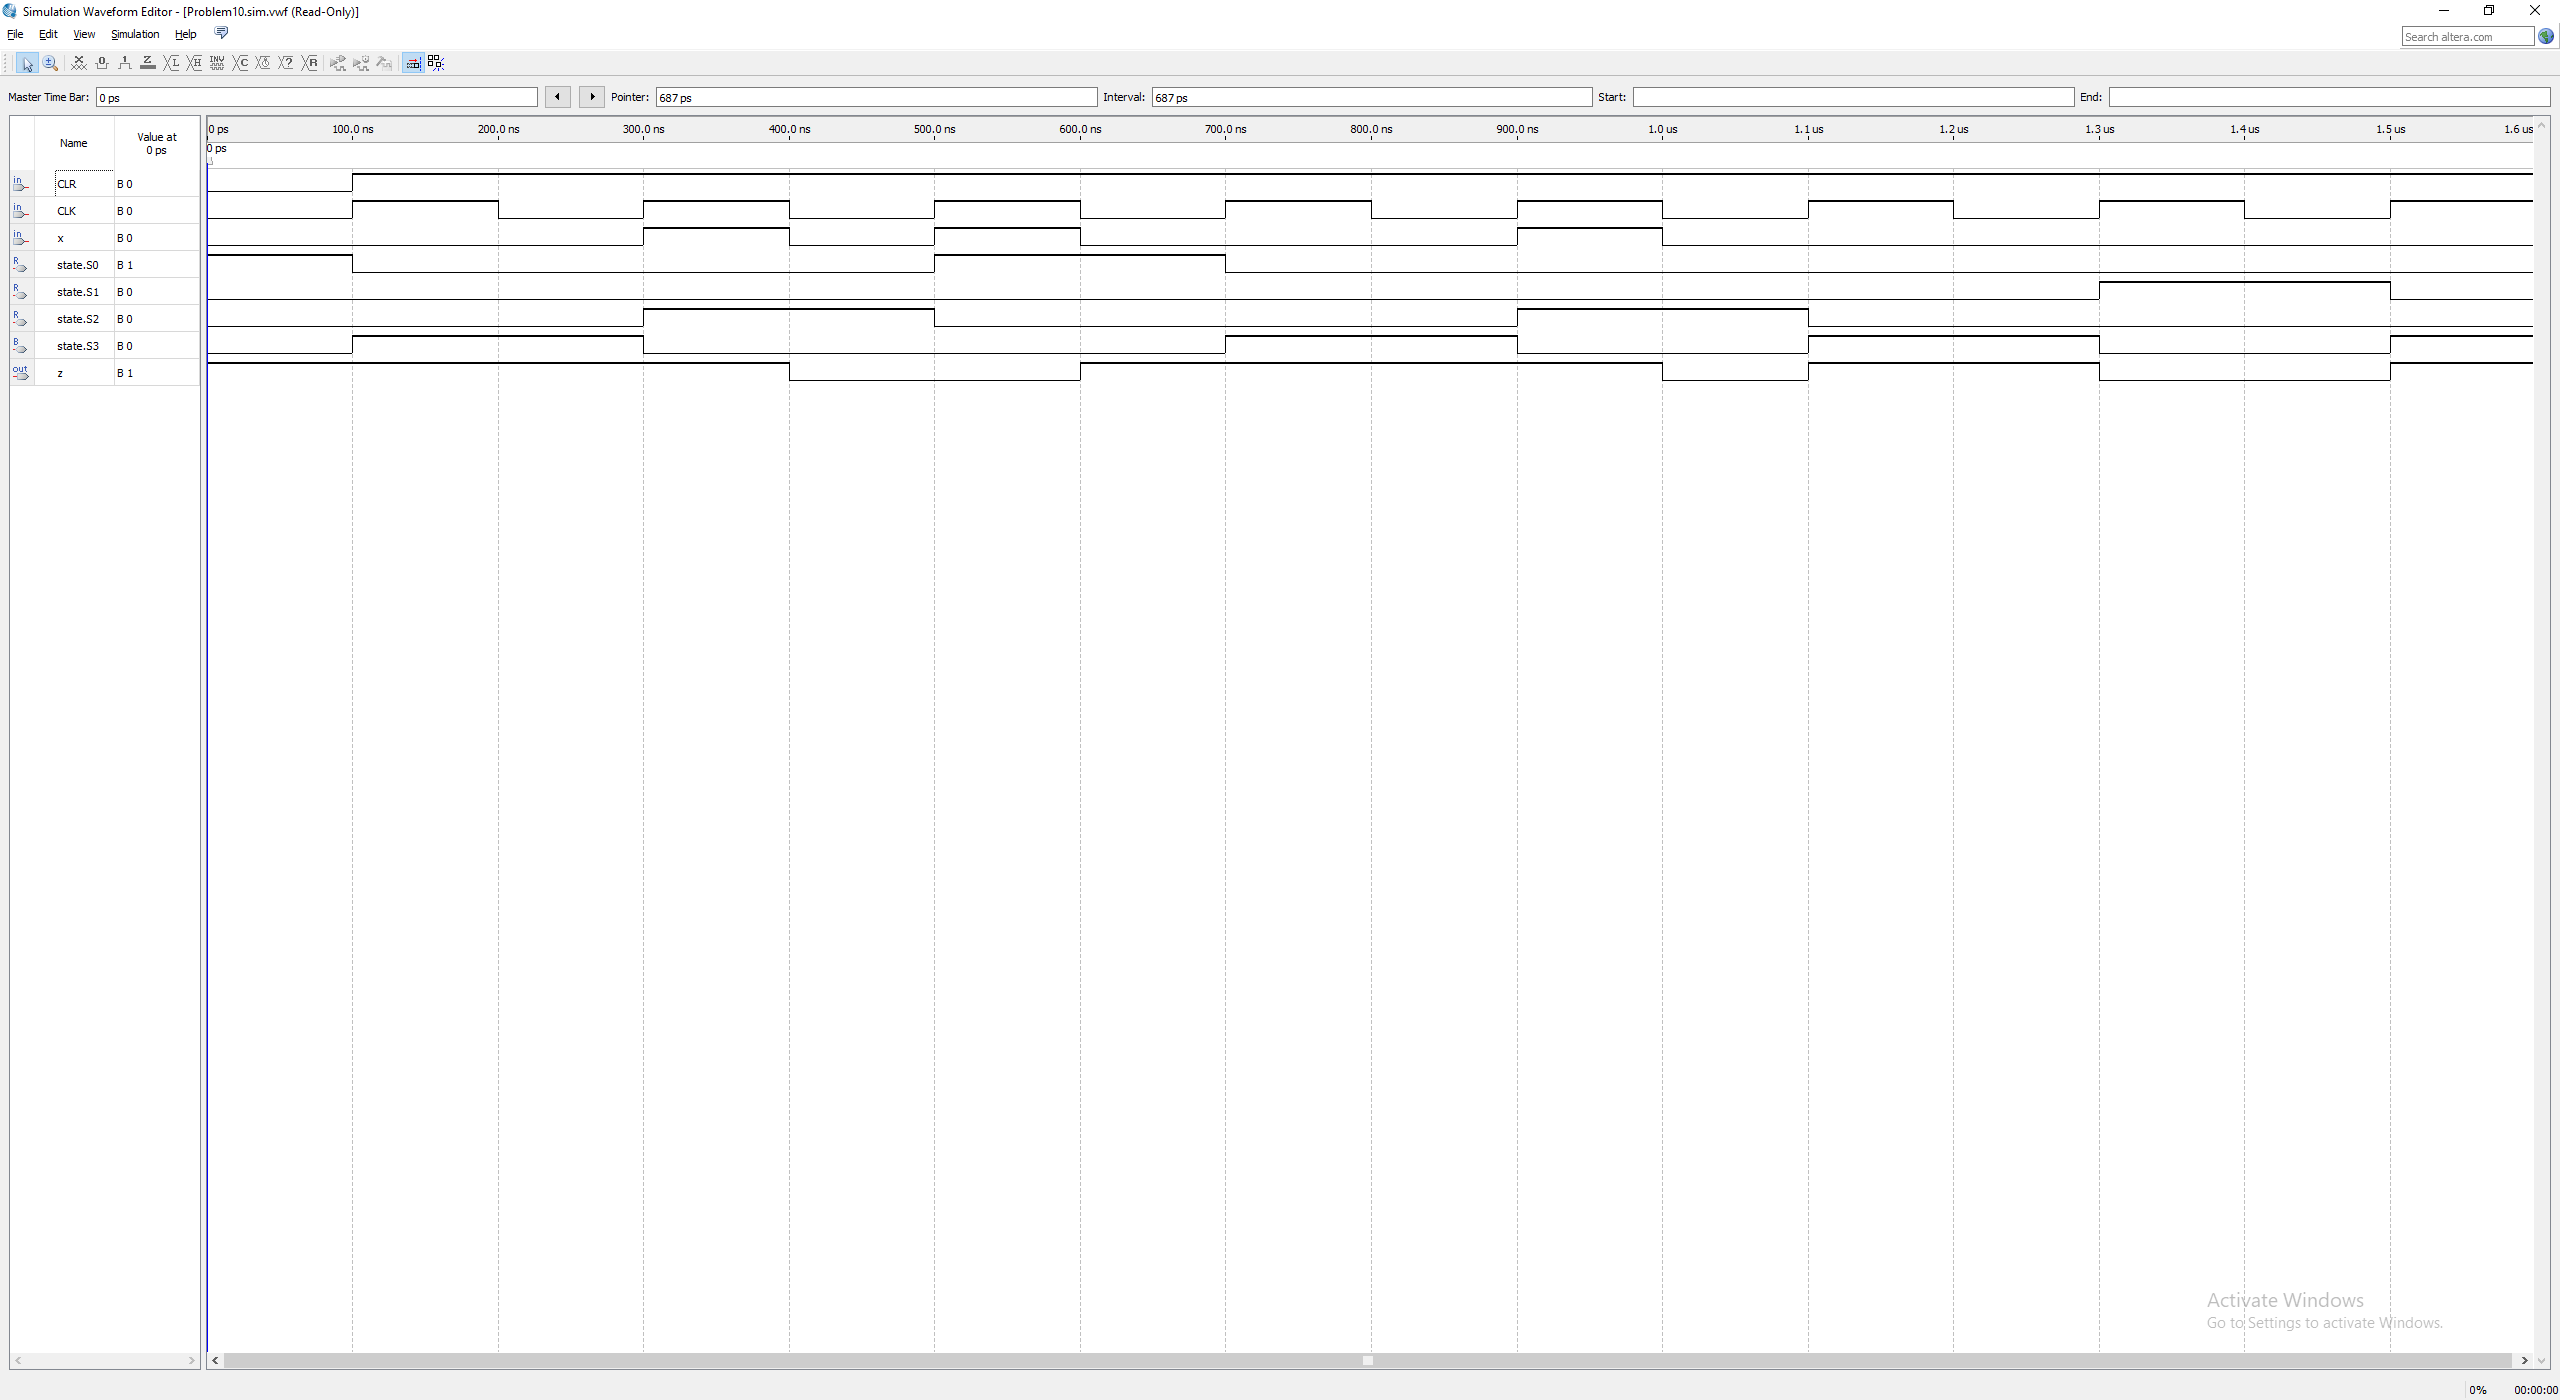 Simulation Waveform Editor - [Problem10.sim.vwf (Read-Only)]
File Edit View Simulation Help
Search altera.com
Master Time Bar: 0 ps Pointer: 687 ps Interval: 687 ps Start: End:
Name Value at 0 ps
0 ps 100.0 ns 200.0 ns 300.0 ns 400.0 ns 500.0 ns 600.0 ns 700.0 ns 800.0 ns 900.0 ns 1.0 us 1.1 us 1.2 us 1.3 us 1.4 us 1.5 us 1.6 us
0 ps
in CLR B 0
in CLK B 0
in x B 0
R state.S0 B 1
R state.S1 B 0
R state.S2 B 0
B state.S3 B 0
out z B 1
Activate Windows
Go to Settings to activate Windows.
0% 00:00:00